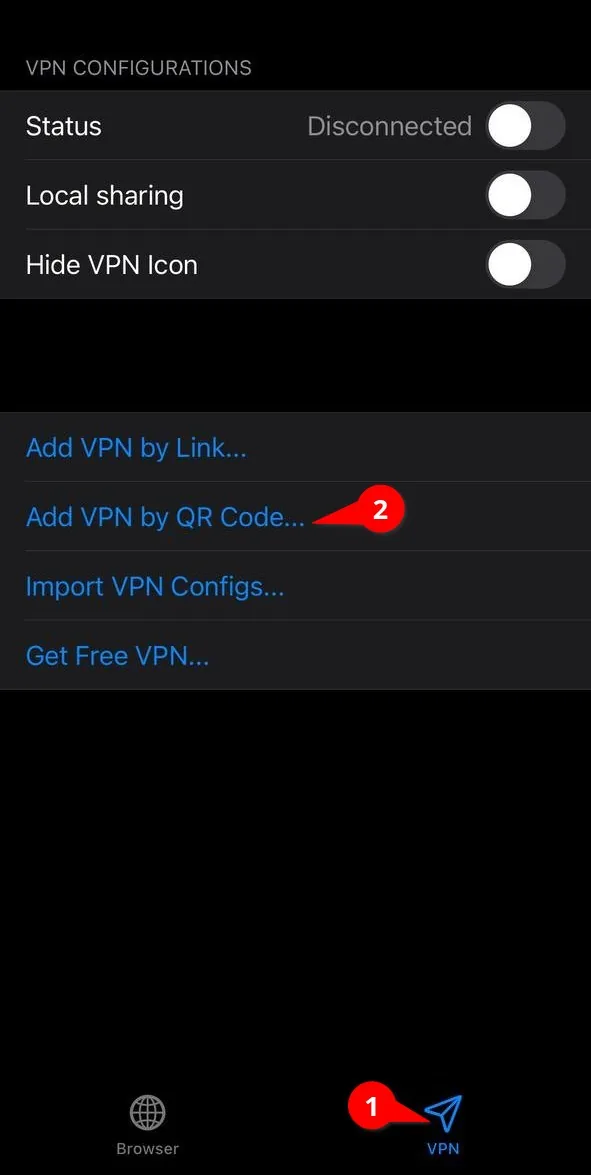 VPN CONFIGURATIONS
Status Disconnected
Local sharing
Hide VPN Icon
Add VPN by Link...
Add VPN by QR Code... 2
Import VPN Configs...
Get Free VPN...
1
Browser VPN